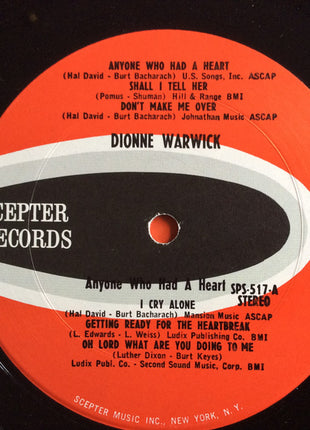 ANYONE WHO HAD A HEART
(Hal David - Burt Bacharach) U.S. Songs, Inc. ASCAP
SHALL I TELL HER
(Pomus - Shuman) Hill & Range BMI
DON'T MAKE ME OVER
(Hal David - Burt Bacharach) Johnathan Music ASCAP
DIONNE WARWICK
CEPTER
ECORDS
Anyone Who Had A Heart
SPS-517-A
STEREO
I CRY ALONE
(Hal David - Burt Bacharach) Mansion Music ASCAP
GETTING READY FOR THE HEARTBREAK
(L. Edwards - L. Weiss) Ludix Publishing Co. BMI
OH LORD WHAT ARE YOU DOING TO ME
(Luther Dixon - Burt Keyes)
Ludix Publ. Co. - Second Sound Music, Corp. BMI
SCEPTER MUSIC INC., NEW YORK, N. Y.